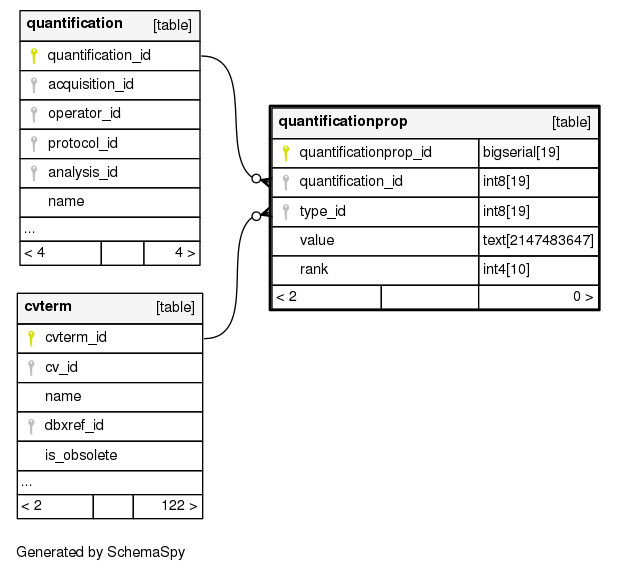 quantification [table]
quantification_id
acquisition_id
operator_id
protocol_id
analysis_id
name
...
< 4 4 >
quantificationprop [table]
quantificationprop_id bigserial[19]
quantification_id int8[19]
type_id int8[19]
value text[2147483647]
rank int4[10]
< 2 0 >
cvterm [table]
cvterm_id
cv_id
name
dbxref_id
is_obsolete
...
< 2 122 >
Generated by SchemaSpy